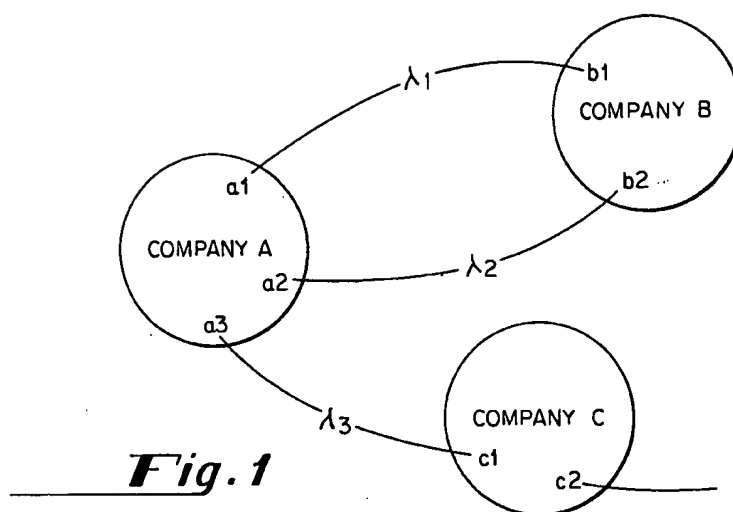 λ1
b1
COMPANY B
b2
a1
COMPANY A
a2
λ2
a3
COMPANY C
λ3
c1
c2
Fig. 1